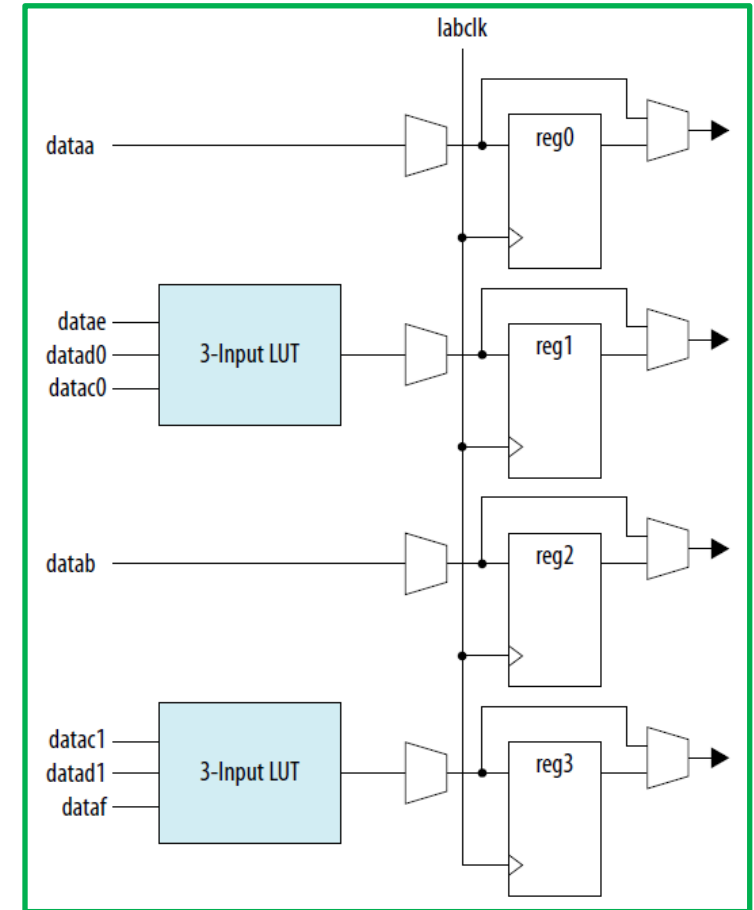 labclk
dataa
reg0
datae
datad0
datac0
3-Input LUT
reg1
datab
reg2
datac1
datad1
dataf
3-Input LUT
reg3